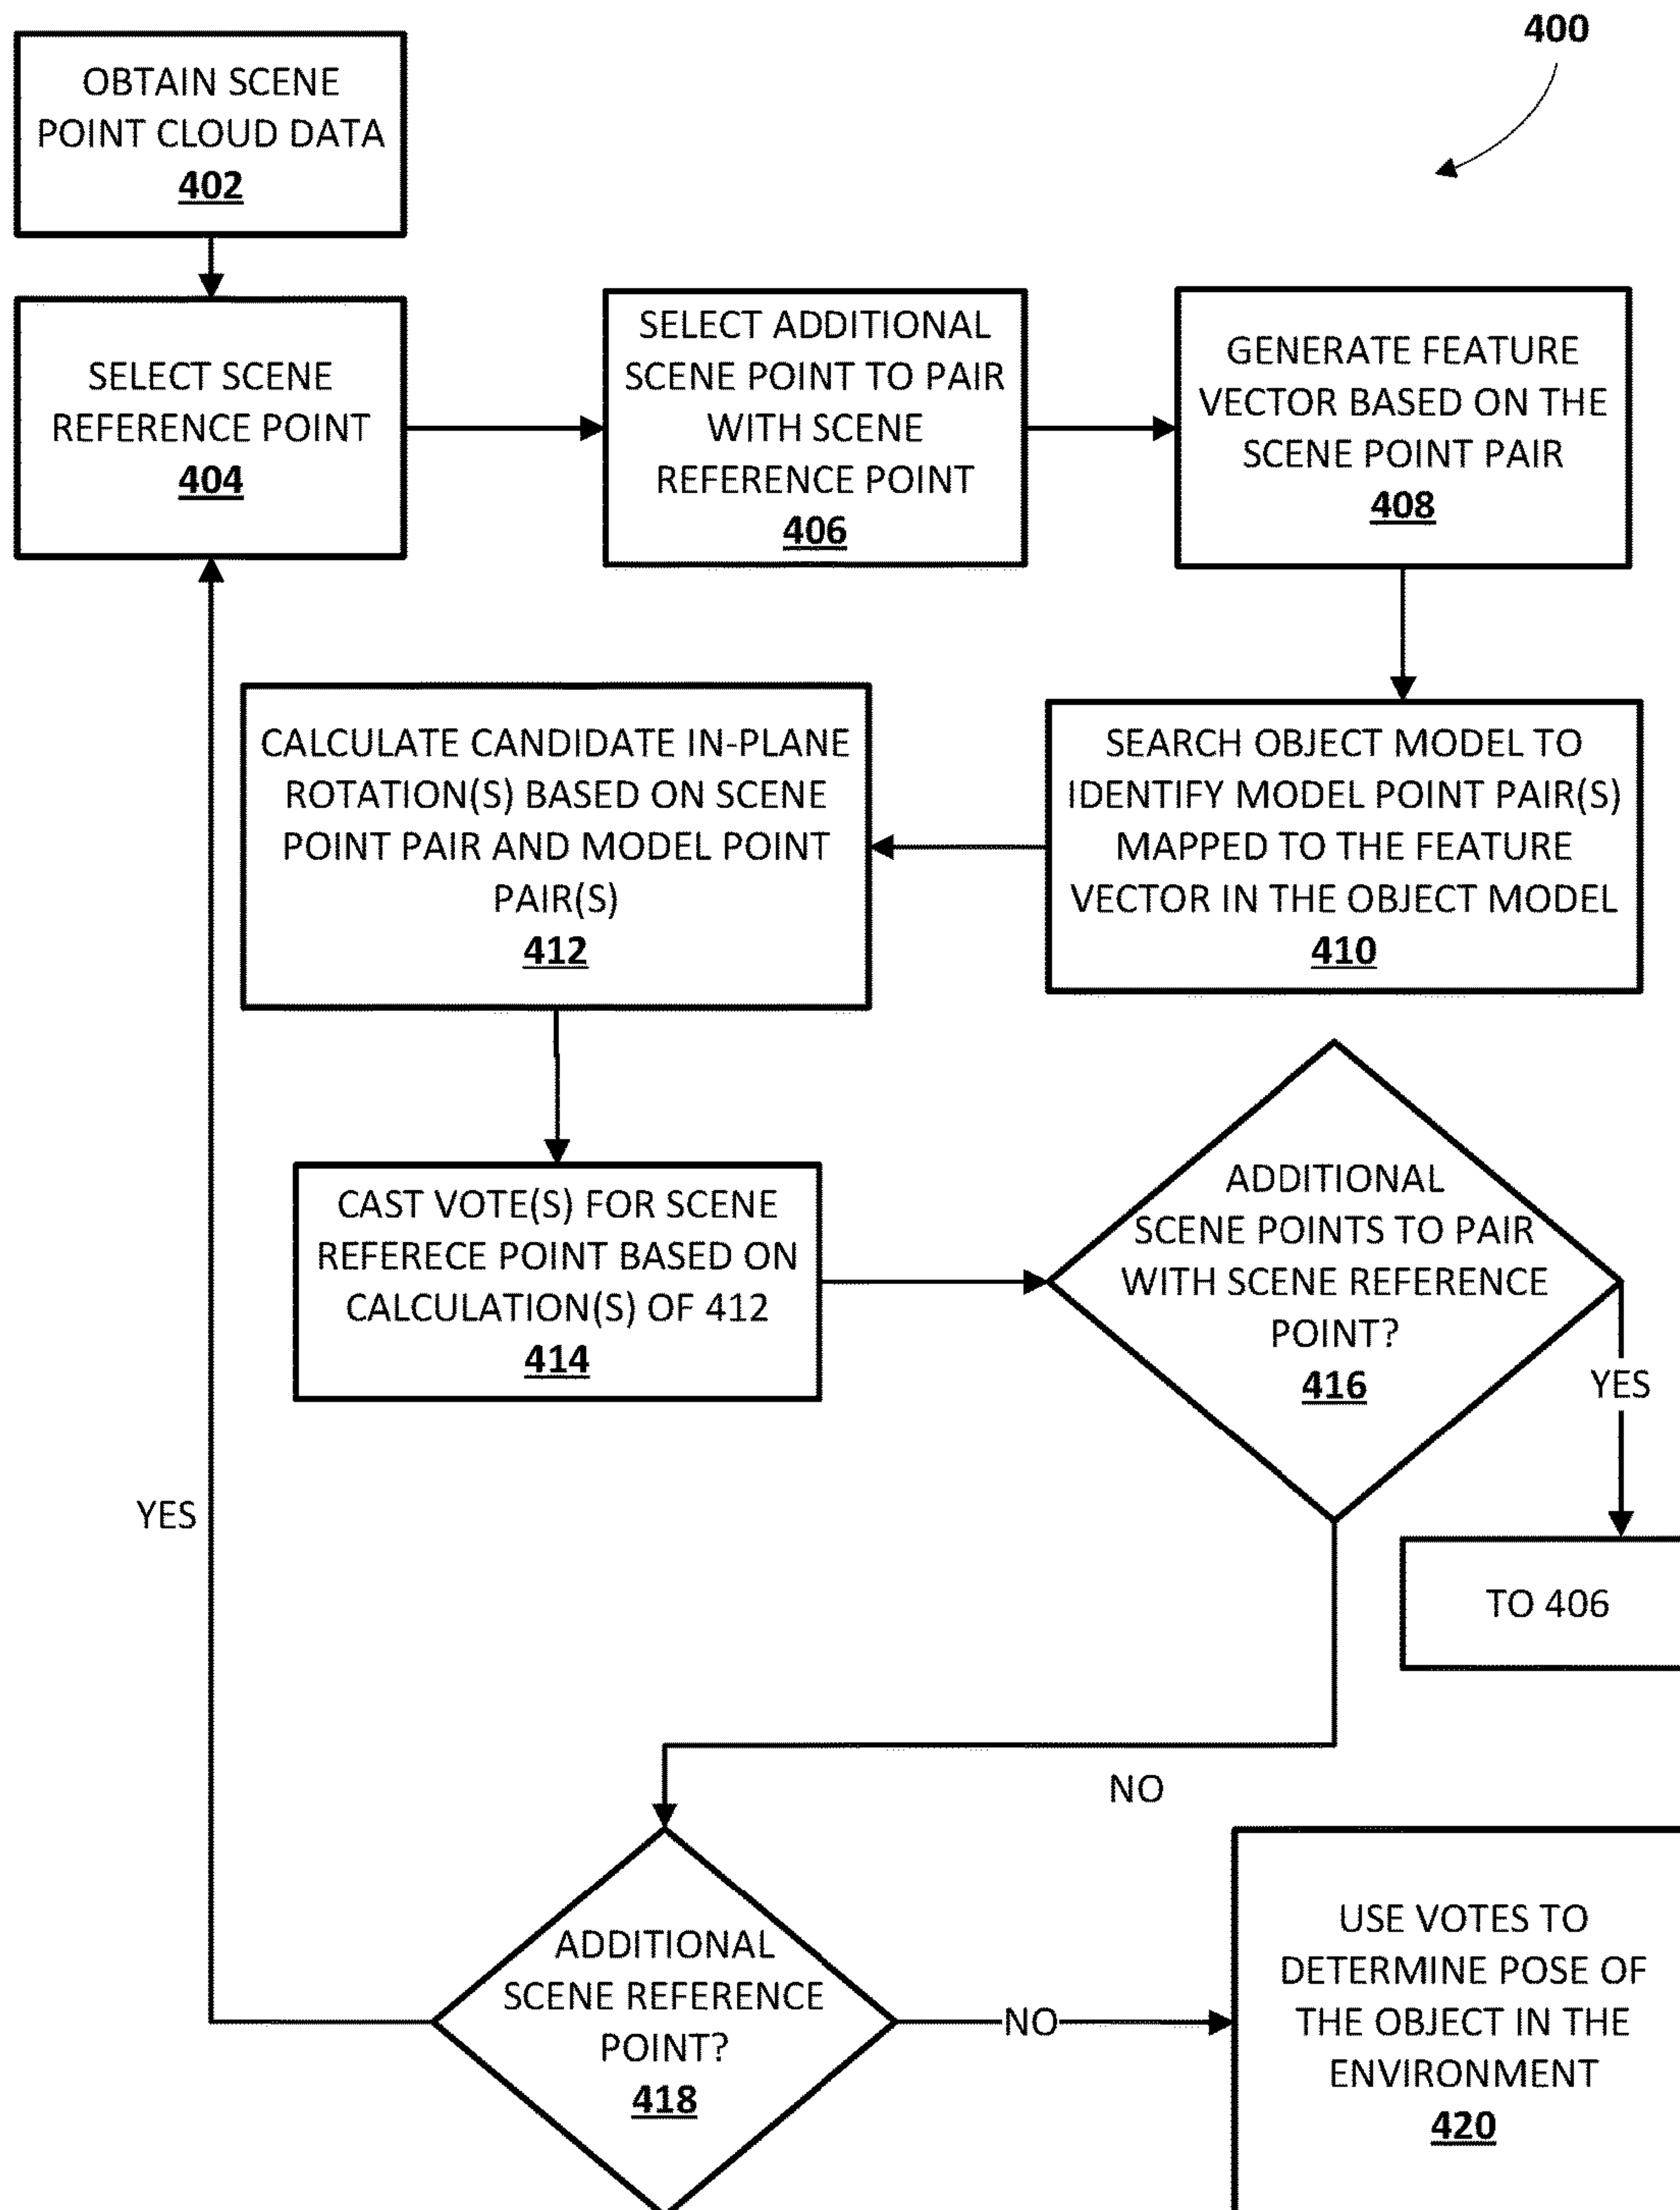 400
OBTAIN SCENE
POINT CLOUD DATA
402
SELECT SCENE
REFERENCE POINT
404
SELECT ADDITIONAL
SCENE POINT TO PAIR
WITH SCENE
REFERENCE POINT
406
GENERATE FEATURE
VECTOR BASED ON THE
SCENE POINT PAIR
408
SEARCH OBJECT MODEL TO
IDENTIFY MODEL POINT PAIR(S)
MAPPED TO THE FEATURE
VECTOR IN THE OBJECT MODEL
410
CALCULATE CANDIDATE IN-PLANE
ROTATION(S) BASED ON SCENE
POINT PAIR AND MODEL POINT
PAIR(S)
412
CAST VOTE(S) FOR SCENE
REFERECE POINT BASED ON
CALCULATION(S) OF 412
414
ADDITIONAL
SCENE POINTS TO PAIR
WITH SCENE REFERENCE
POINT?
416
YES
TO 406
NO
ADDITIONAL
SCENE REFERENCE
POINT?
418
YES
NO
USE VOTES TO
DETERMINE POSE OF
THE OBJECT IN THE
ENVIRONMENT
420